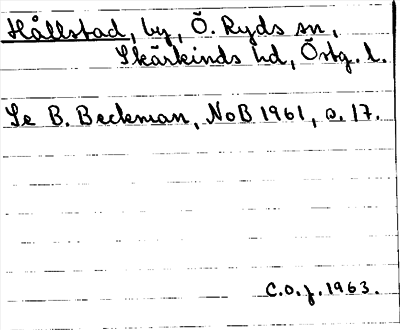 Hållstad, by, Ö. Ryds sn,
Skärkinds hd, Östg. l.
Se B. Beckman, NoB 1961, s. 17.
C.O.J. 1963.